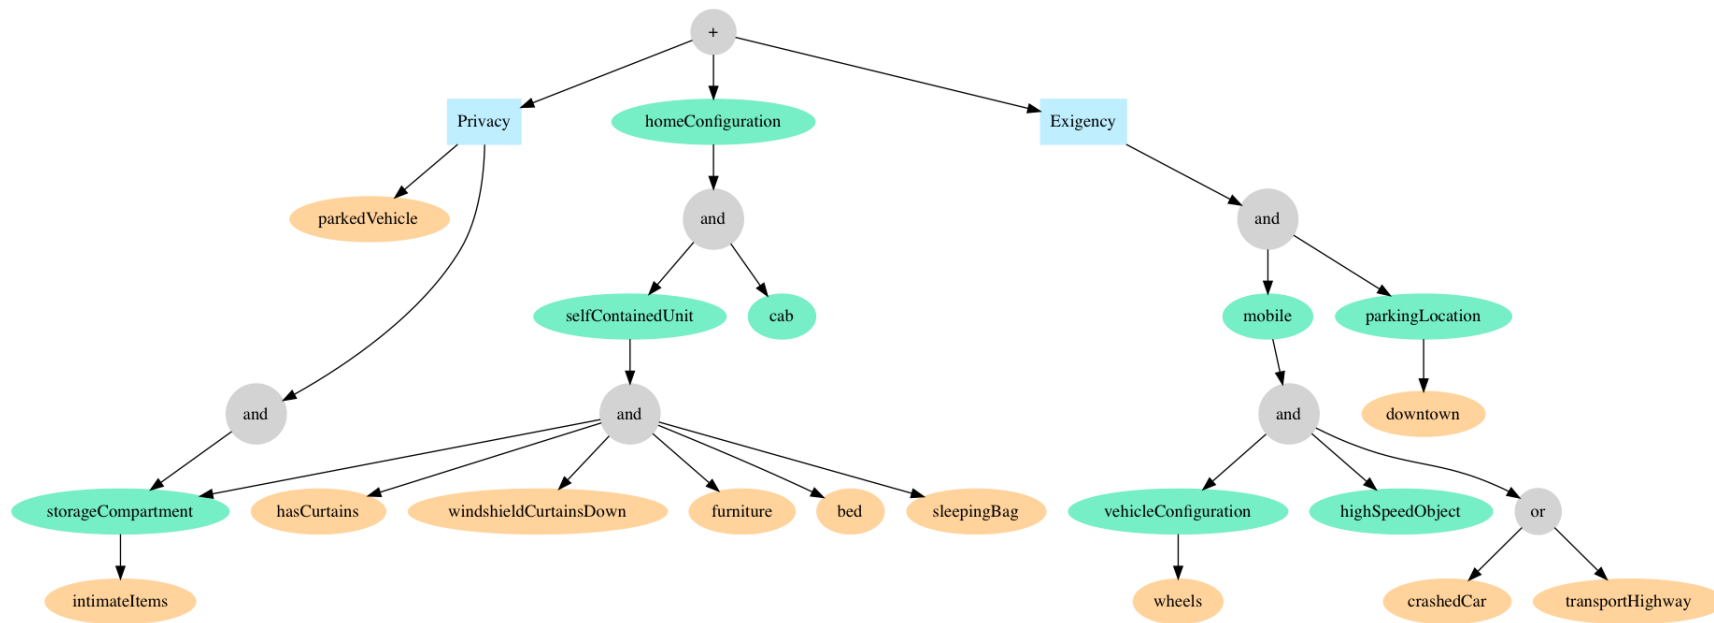 +
Privacy
homeConfiguration
Exigency
parkedVehicle
and
and
selfContainedUnit
cab
mobile
parkingLocation
and
and
and
downtown
storageCompartment
hasCurtains
windshieldCurtainsDown
furniture
bed
sleepingBag
vehicleConfiguration
highSpeedObject
or
intimateItems
wheels
crashedCar
transportHighway